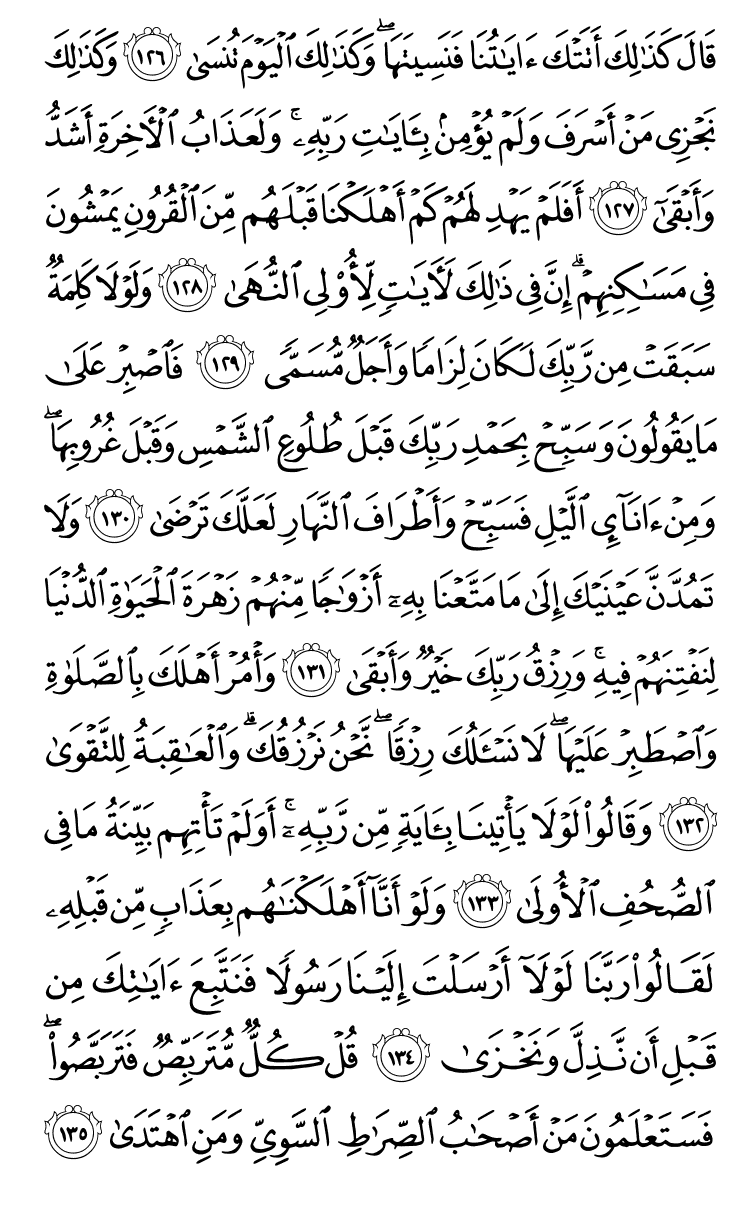 قَالَ كَذَٰلِكَ أَتَتْكَ ءَايَٰتُنَا فَنَسِيتَهَا ۖ وَكَذَٰلِكَ ٱلْيَوْمَ تُنسَىٰ ١٢٦ وَكَذَٰلِكَ
نَجْزِى مَنْ أَسْرَفَ وَلَمْ يُؤْمِنۢ بِـَٔايَٰتِ رَبِّهِۦ ۚ وَلَعَذَابُ ٱلْأَخِرَةِ أَشَدُّ
وَأَبْقَىٰٓ ١٢٧ أَفَلَمْ يَهْدِ لَهُمْ كَمْ أَهْلَكْنَا قَبْلَهُم مِّنَ ٱلْقُرُونِ يَمْشُونَ
فِى مَسَٰكِنِهِمْ ۗ إِنَّ فِى ذَٰلِكَ لَـَٔايَٰتٍ لِّأُو۟لِى ٱلنُّهَىٰ ١٢٨ وَلَوْلَا كَلِمَةٌ
سَبَقَتْ مِن رَّبِّكَ لَكَانَ لِزَامًا وَأَجَلٌ مُّسَمًّى ١٢٩ فَٱصْبِرْ عَلَىٰ
مَا يَقُولُونَ وَسَبِّحْ بِحَمْدِ رَبِّكَ قَبْلَ طُلُوعِ ٱلشَّمْسِ وَقَبْلَ غُرُوبِهَا ۖ
وَمِنْ ءَانَآئِ ٱلَّيْلِ فَسَبِّحْ وَأَطْرَافَ ٱلنَّهَارِ لَعَلَّكَ تَرْضَىٰ ١٣٠ وَلَا
تَمُدَّنَّ عَيْنَيْكَ إِلَىٰ مَا مَتَّعْنَا بِهِۦٓ أَزْوَٰجًا مِّنْهُمْ زَهْرَةَ ٱلْحَيَوٰةِ ٱلدُّنْيَا
لِنَفْتِنَهُمْ فِيهِ ۚ وَرِزْقُ رَبِّكَ خَيْرٌ وَأَبْقَىٰ ١٣١ وَأْمُرْ أَهْلَكَ بِٱلصَّلَوٰةِ
وَٱصْطَبِرْ عَلَيْهَا ۖ لَا نَسْـَٔلُكَ رِزْقًا ۖ نَّحْنُ نَرْزُقُكَ ۗ وَٱلْعَٰقِبَةُ لِلتَّقْوَىٰ
١٣٢ وَقَالُوا۟ لَوْلَا يَأْتِينَا بِـَٔايَةٍ مِّن رَّبِّهِۦٓ ۚ أَوَلَمْ تَأْتِهِم بَيِّنَةُ مَا فِى
ٱلصُّحُفِ ٱلْأُولَىٰ ١٣٣ وَلَوْ أَنَّآ أَهْلَكْنَٰهُم بِعَذَابٍ مِّن قَبْلِهِۦ
لَقَالُوا۟ رَبَّنَا لَوْلَآ أَرْسَلْتَ إِلَيْنَا رَسُولًا فَنَتَّبِعَ ءَايَٰتِكَ مِن
قَبْلِ أَن نَّذِلَّ وَنَخْزَىٰ ١٣٤ قُلْ كُلٌّ مُّتَرَبِّصٌ فَتَرَبَّصُوا۟ ۖ
فَسَتَعْلَمُونَ مَنْ أَصْحَٰبُ ٱلصِّرَٰطِ ٱلسَّوِىِّ وَمَنِ ٱهْتَدَىٰ ١٣٥